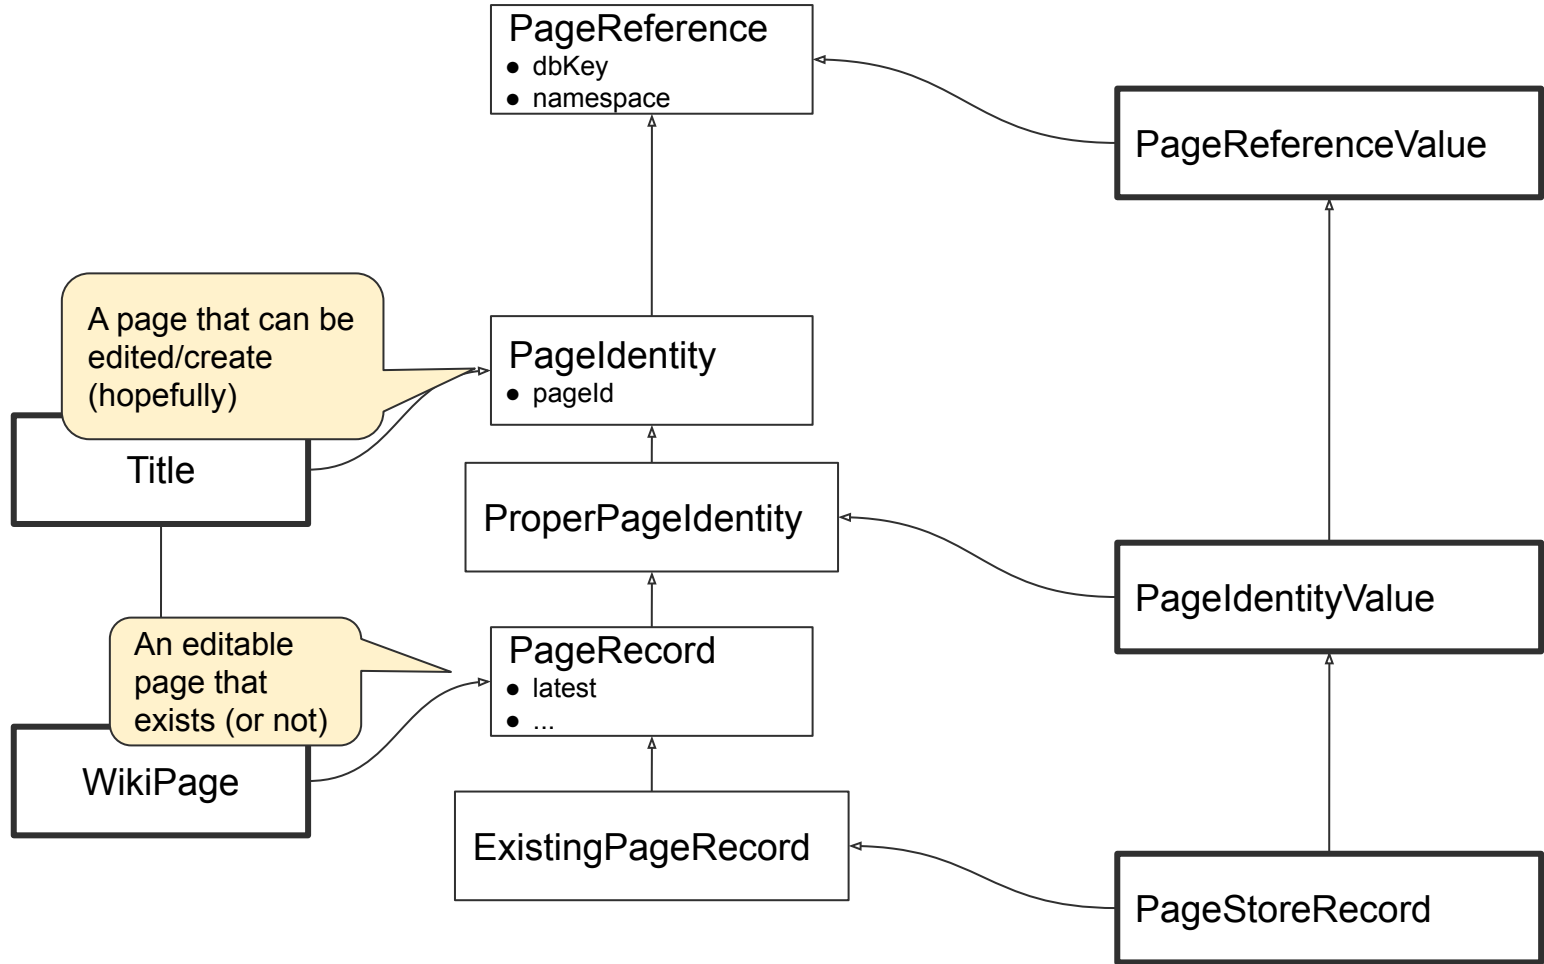 PageReference
● dbKey
● namespace
PageReferenceValue
A page that can be
edited/create
(hopefully)
PageIdentity
● pageId
Title
ProperPageIdentity
PageIdentityValue
An editable
page that
exists (or not)
PageRecord
● latest
● ...
WikiPage
ExistingPageRecord
PageStoreRecord